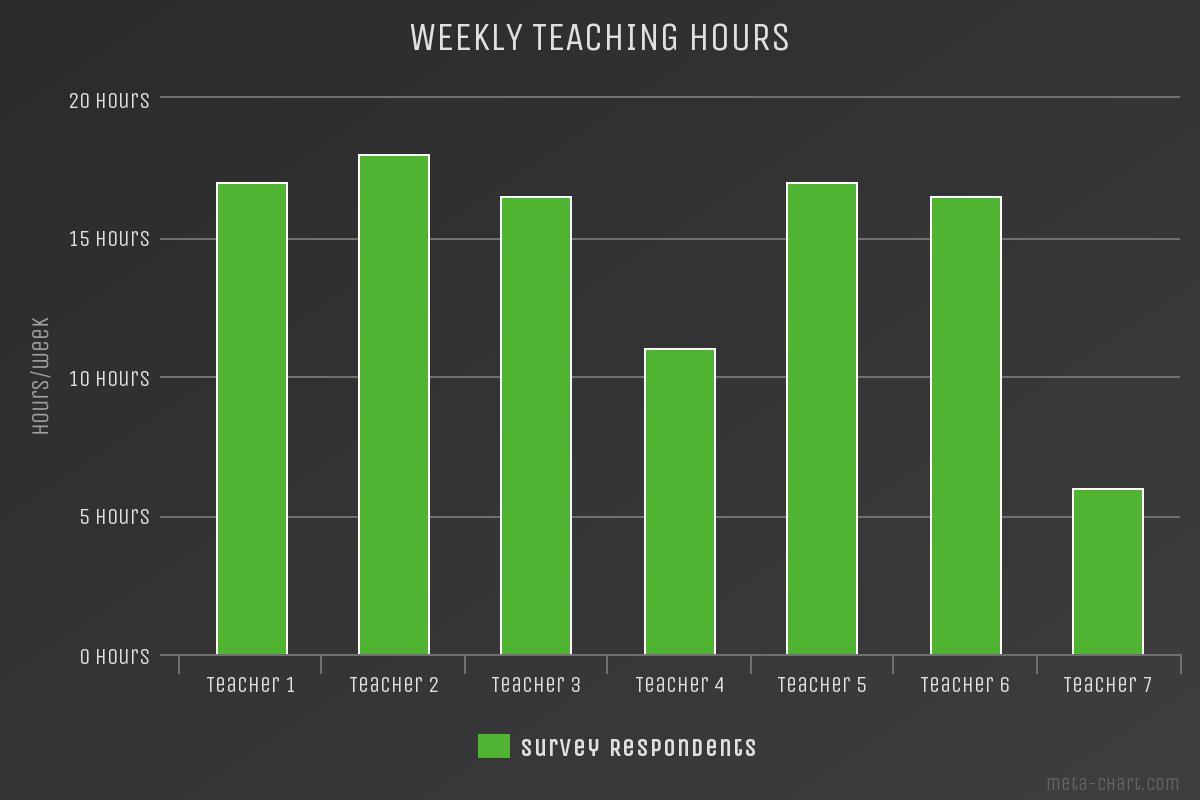 WEEKLY TEACHING HOURS
20 Hours
15 Hours
10 Hours
5 Hours
0 Hours
Hours/week
Teacher 1
Teacher 2
Teacher 3
Teacher 4
Teacher 5
Teacher 6
Teacher 7
Survey Respondents
meta-chart.com